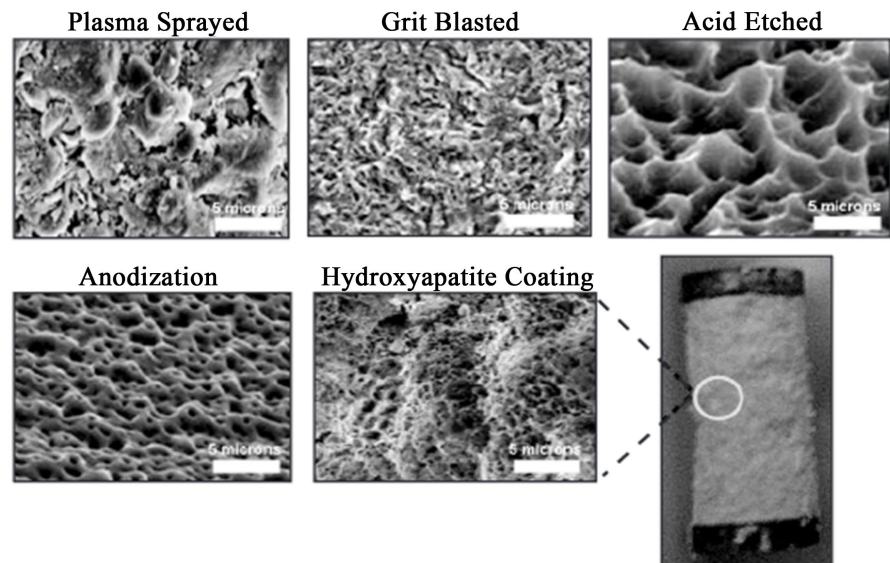 Plasma Sprayed
Grit Blasted
Acid Etched
5 microns
5 microns
5 microns
Anodization
Hydroxyapatite Coating
5 microns
5 microns